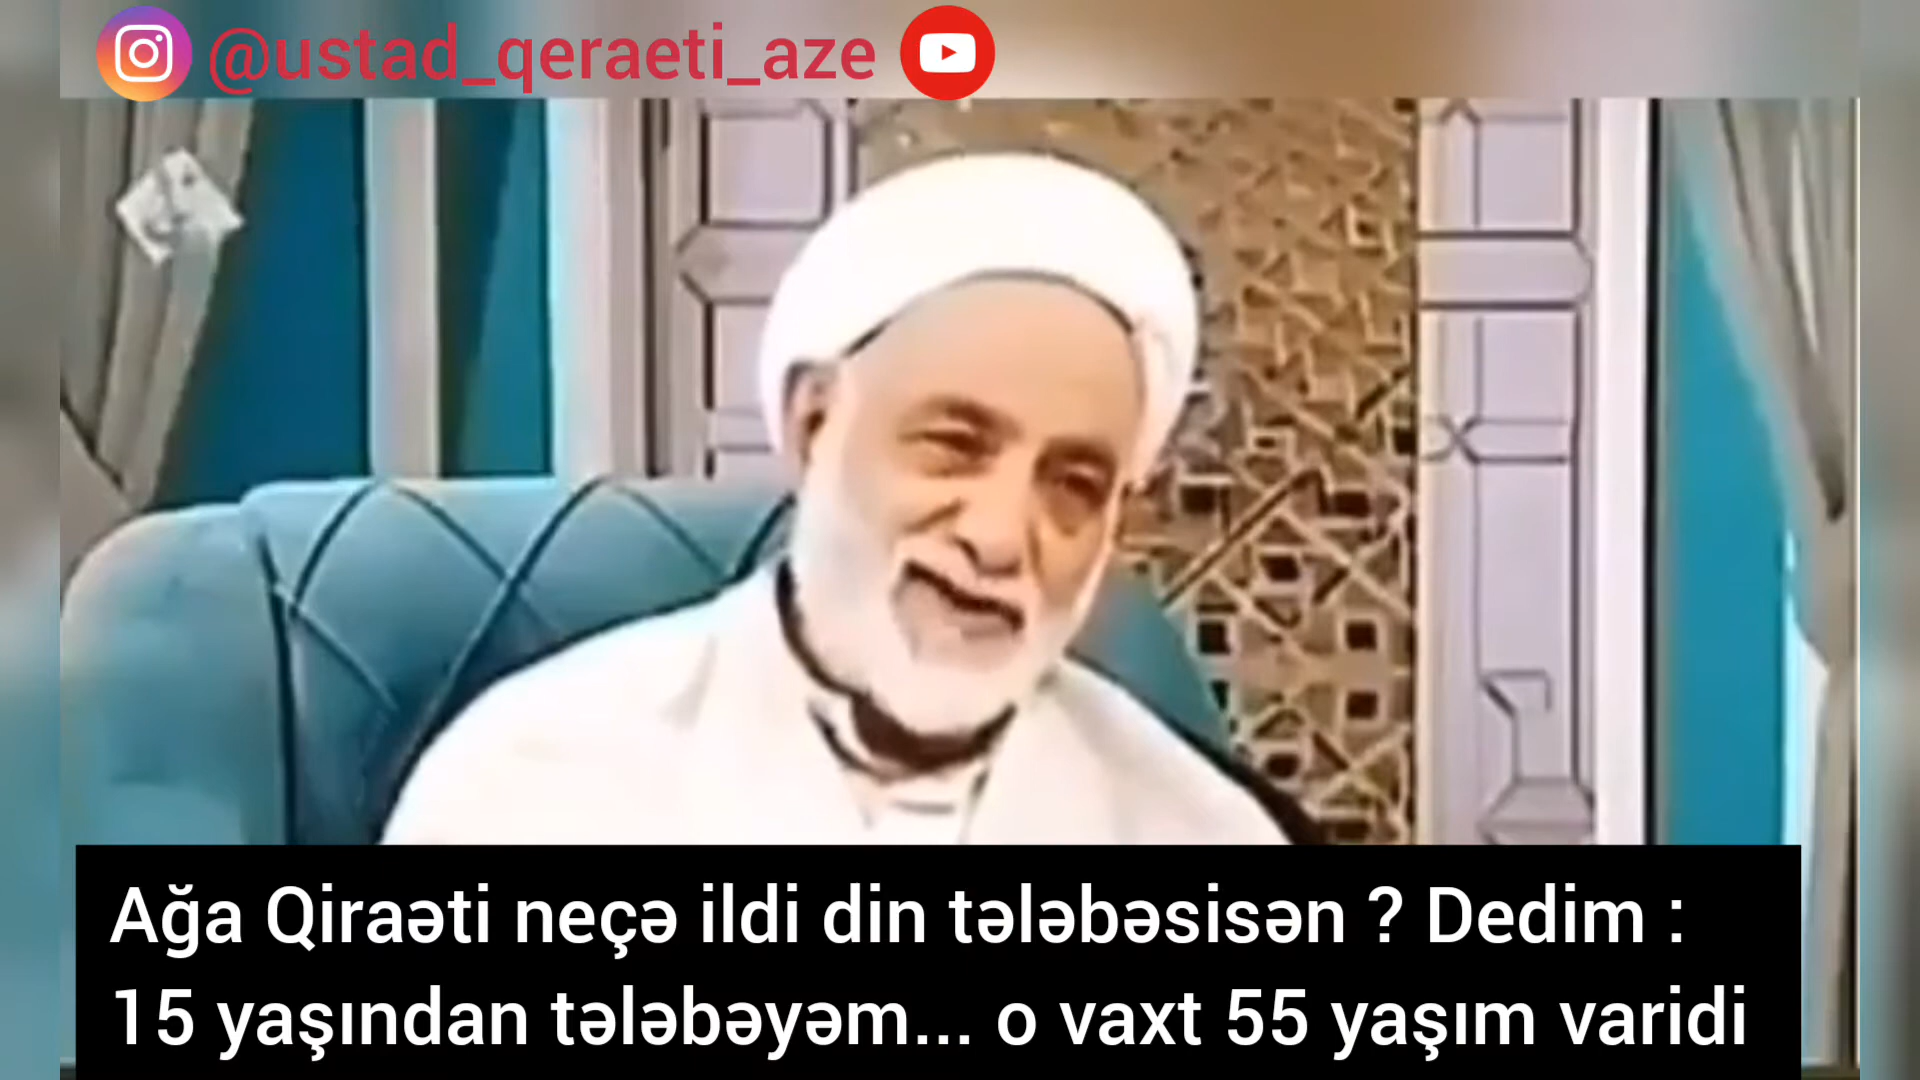 @ustad_qeraeti_aze
Ağa Qiraəti neçə ildi din tələbəsisən ? Dedim :
15 yaşından tələbəyəm... o vaxt 55 yaşım varidi